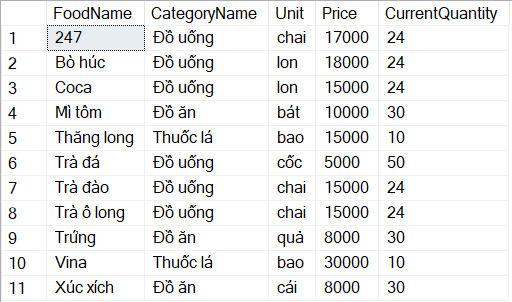 FoodName CategoryName Unit Price CurrentQuantity
1 247 Đồ uống chai 17000 24
2 Bò húc Đồ uống lon 18000 24
3 Coca Đồ uống lon 15000 24
4 Mì tôm Đồ ăn bát 10000 30
5 Thăng long Thuốc lá bao 15000 10
6 Trà đá Đồ uống cốc 5000 50
7 Trà đào Đồ uống chai 15000 24
8 Trà ô long Đồ uống chai 15000 24
9 Trứng Đồ ăn quả 8000 30
10 Vina Thuốc lá bao 30000 10
11 Xúc xích Đồ ăn cái 8000 30